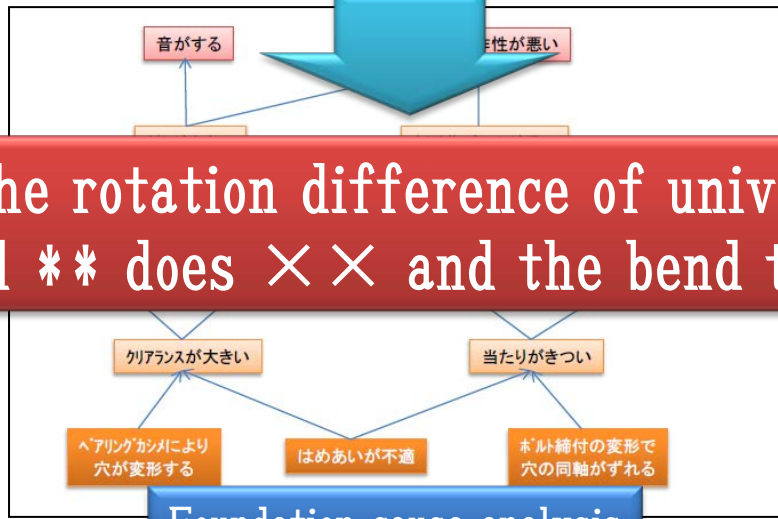 音がする
性が悪い
he rotation difference of univ
** does ×× and the bend
クリアランスが大きい
当たりがきつい
ベアリングカシメにより
穴が変形する
はめあいが不適
ボルト締付の変形で
穴の同軸がずれる
Foundation cause analysis